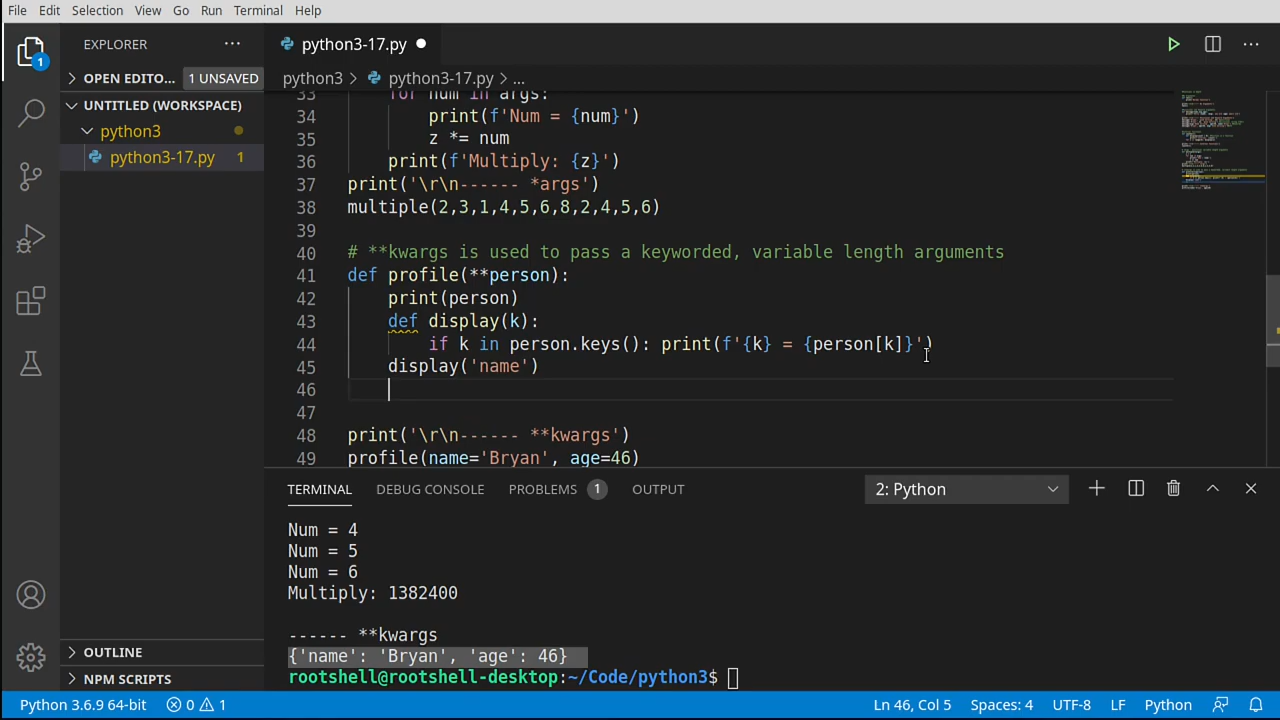 File Edit Selection View Go Run Terminal Help
EXPLORER ···
python3-17.py
1
OPEN EDITO... 1 UNSAVED
python3 > python3-17.py > ...
UNTITLED (WORKSPACE)
python3
python3-17.py 1
33 for num in args:
34 print(f'Num = {num}')
35 z *= num
36 print(f'Multiply: {z}')
37 print('\r\n------ *args')
38 multiple(2,3,1,4,5,6,8,2,4,5,6)
39
40 # **kwargs is used to pass a keyworded, variable length arguments
41 def profile(**person):
42 print(person)
43 def display(k):
44 if k in person.keys(): print(f'{k} = {person[k]}')
45 display('name')
46
47
48 print('\r\n------ **kwargs')
49 profile(name='Bryan', age=46)
TERMINAL DEBUG CONSOLE PROBLEMS 1 OUTPUT 2: Python
Num = 4
Num = 5
Num = 6
Multiply: 1382400
------ **kwargs
{'name': 'Bryan', 'age': 46}
rootshell@rootshell-desktop:~/Code/python3$
OUTLINE
NPM SCRIPTS
Python 3.6.9 64-bit 0 1 Ln 46, Col 5 Spaces: 4 UTF-8 LF Python